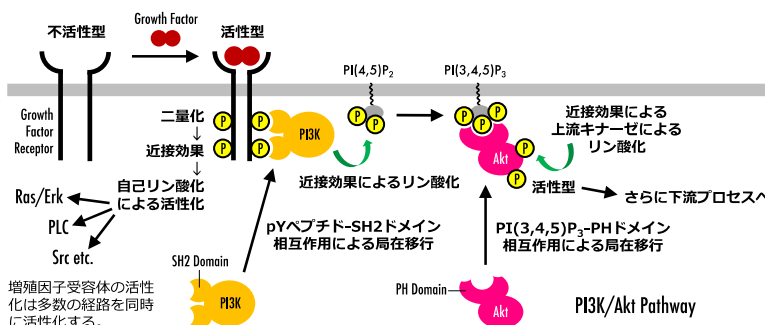 不活性型
Growth Factor
活性型
PI(4,5)P2
PI(3,4,5)P3
Growth
Factor
Receptor
二量化
↓
近接効果
↓
自己リン酸化
による活性化
P
P
P
P
PI3K
P
P
近接効果によるリン酸化
P
P
P
Akt
P
P
近接効果による
上流キナーゼによる
リン酸化
活性型
さらに下流プロセスへ
Ras/Erk
PLC
Src etc.
pYペプチド-SH2ドメイン
相互作用による局在移行
PI(3,4,5)P3-PHドメイン
相互作用による局在移行
SH2 Domain
PI3K
PH Domain
Akt
PI3K/Akt Pathway
増殖因子受容体の活性
化は多数の経路を同時
に活性化する。